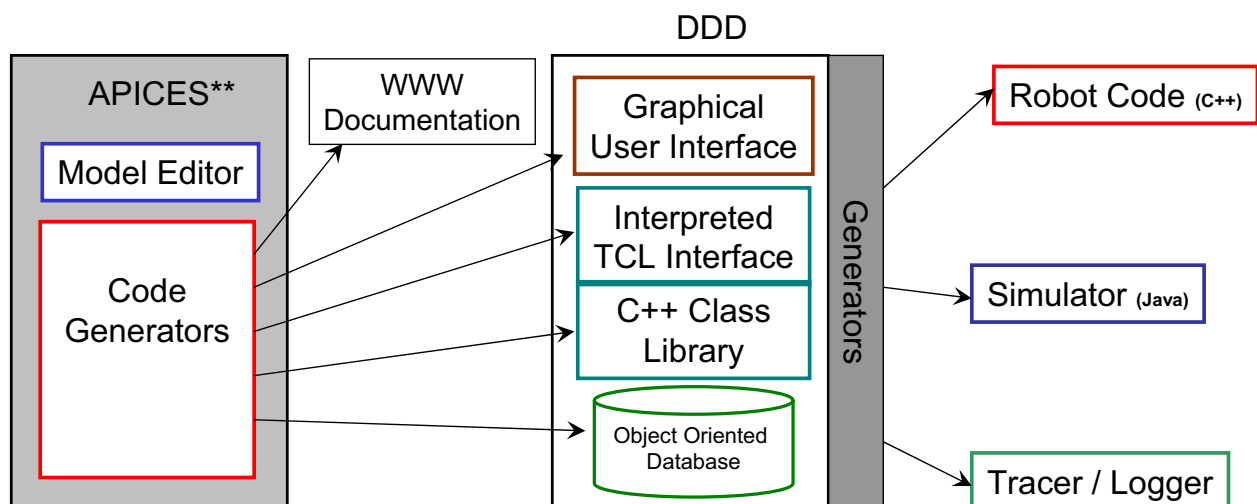 DDD
APICES**
Model Editor
Code
Generators
WWW
Documentation
Graphical
User Interface
Interpreted
TCL Interface
C++ Class
Library
Object Oriented
Database
Generators
Robot Code (C++)
Simulator (Java)
Tracer / Logger